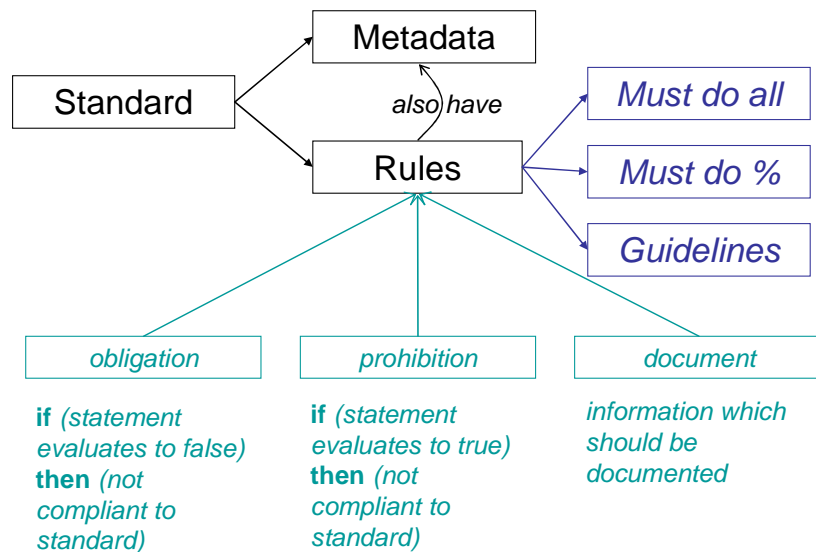 Metadata
Standard
also have
Must do all
Rules
Must do %
Guidelines
obligation
prohibition
document
if (statement
evaluates to false)
then (not
compliant to
standard)
if (statement
evaluates to true)
then (not
compliant to
standard)
information which
should be
documented